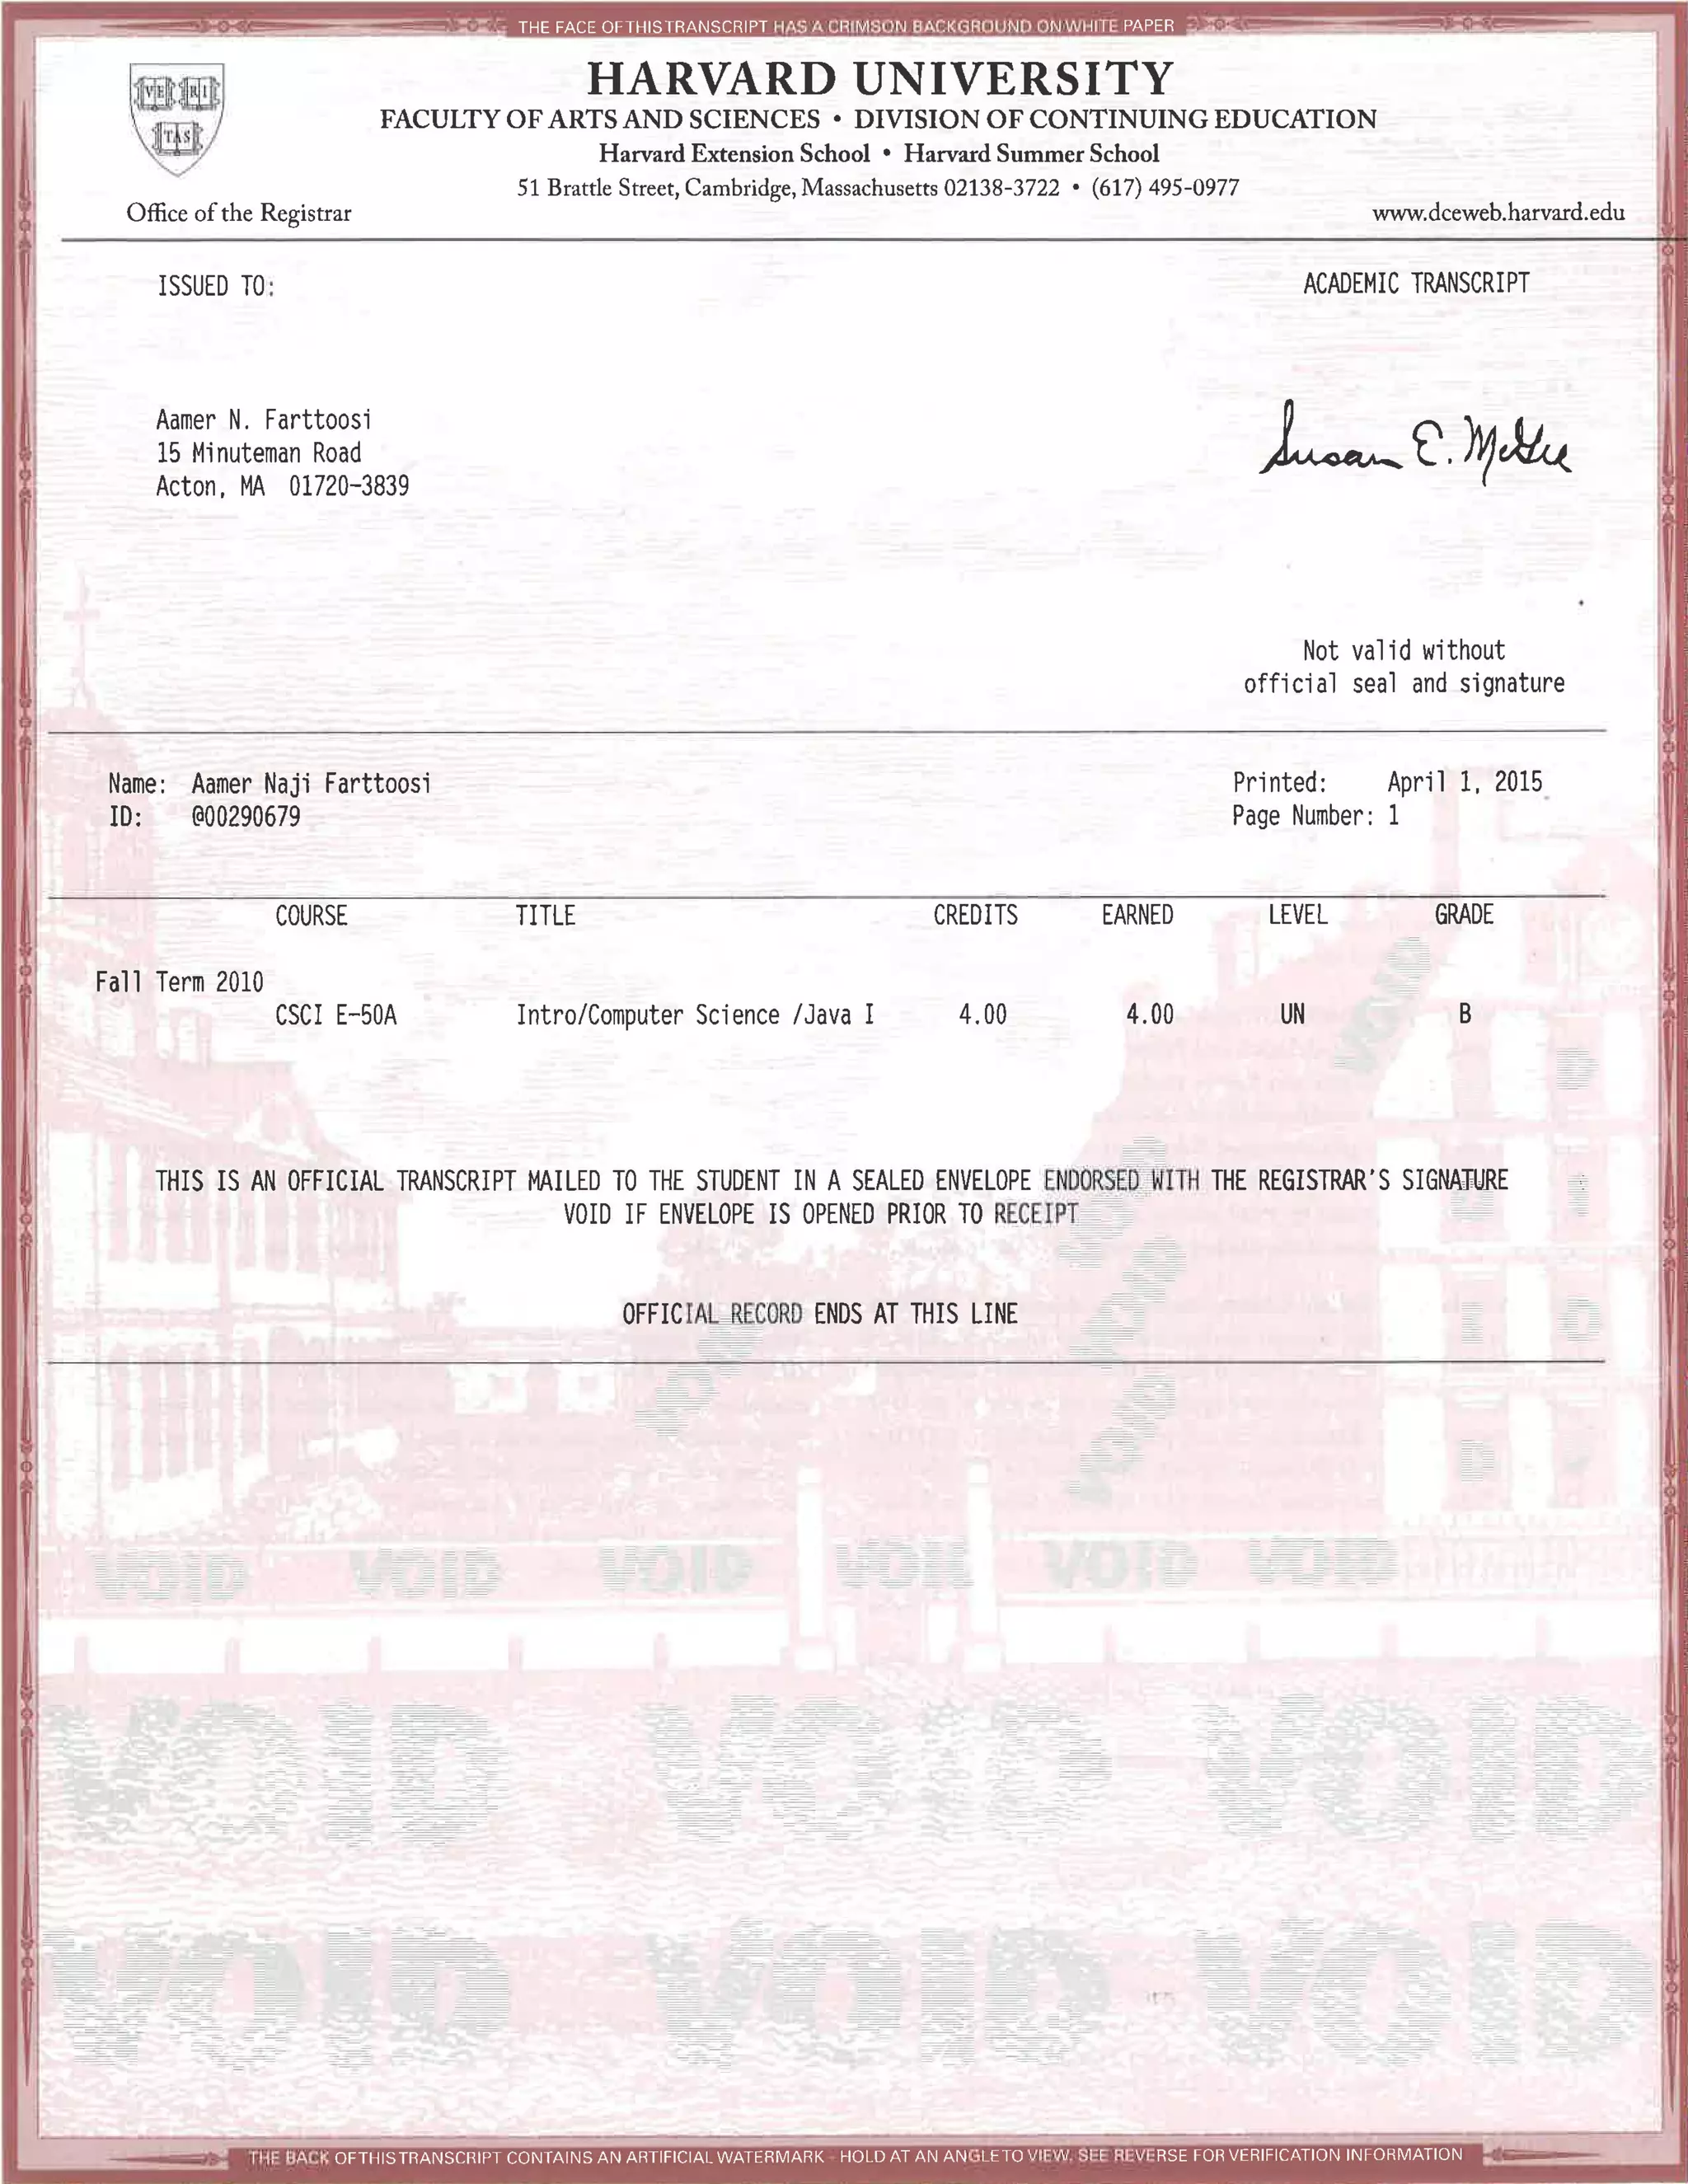 THE FACE OF THIS TRANSCRIPT HAS A CRIMSON BACKGROUND ON WHITE PAPER
VE RI
TAS
HARVARD UNIVERSITY
FACULTY OF ARTS AND SCIENCES • DIVISION OF CONTINUING EDUCATION
Harvard Extension School • Harvard Summer School
51 Brattle Street, Cambridge, Massachusetts 02138-3722 • (617) 495-0977
Office of the Registrar www.dceweb.harvard.edu
ISSUED TO: ACADEMIC TRANSCRIPT
Aamer N. Farttoosi
15 Minuteman Road
Acton, MA 01720-3839
Susan E. McGee
Not valid without
official seal and signature
Name: Aamer Naji Farttoosi Printed: April 1, 2015
ID: @00290679 Page Number: 1
COURSE TITLE CREDITS EARNED LEVEL GRADE
Fall Term 2010
CSCI E-50A Intro/Computer Science /Java I 4.00 4.00 UN B
VOID
THIS IS AN OFFICIAL TRANSCRIPT MAILED TO THE STUDENT IN A SEALED ENVELOPE ENDORSED WITH THE REGISTRAR'S SIGNATURE
VOID IF ENVELOPE IS OPENED PRIOR TO RECEIPT
OFFICIAL RECORD ENDS AT THIS LINE
VOID VOID VOID VOID VOID VOID
VOID VOID VOID
VOID VOID VOID
THE BACK OF THIS TRANSCRIPT CONTAINS AN ARTIFICIAL WATERMARK - HOLD AT AN ANGLE TO VIEW. SEE REVERSE FOR VERIFICATION INFORMATION